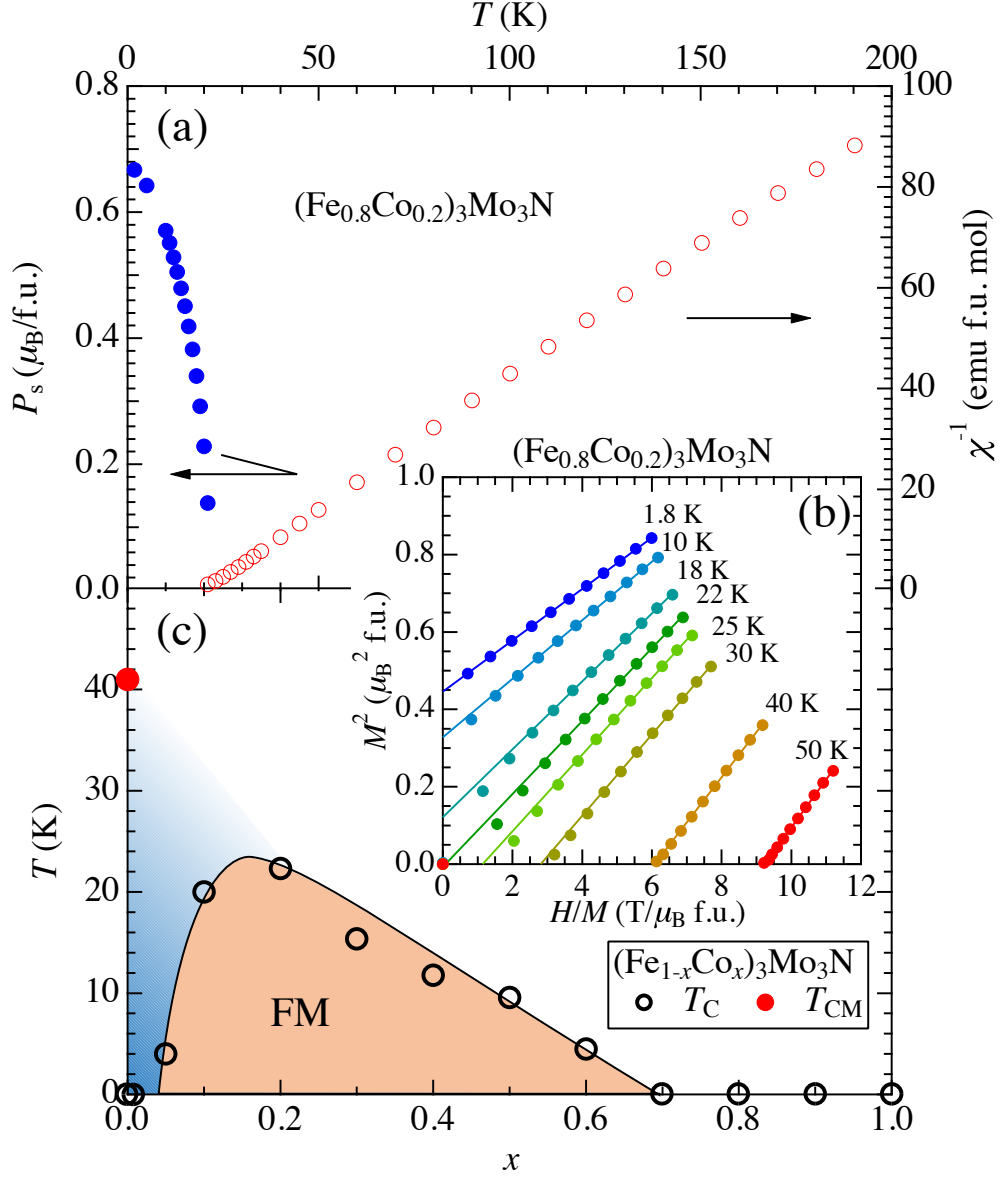 T (K)
0 50 100 150 200
0.8 100
(a)
(Fe0.8Co0.2)3Mo3N
0.6 80
Ps (μB/f.u.)
60
0.4
40
χ-1 (emu f.u. mol)
0.2 20
0.0 0
(Fe0.8Co0.2)3Mo3N
1.0
(b)
0.8
0.6
0.4
0.2
0.0
M2 (μB2 f.u.)
1.8 K
10 K
18 K
22 K
25 K
30 K
40 K
50 K
0 2 4 6 8 10 12
H/M (T/μB f.u.)
(c)
40
30
20
10
0
T (K)
FM
(Fe1-xCox)3Mo3N
TC TCM
0.0 0.2 0.4 0.6 0.8 1.0
x